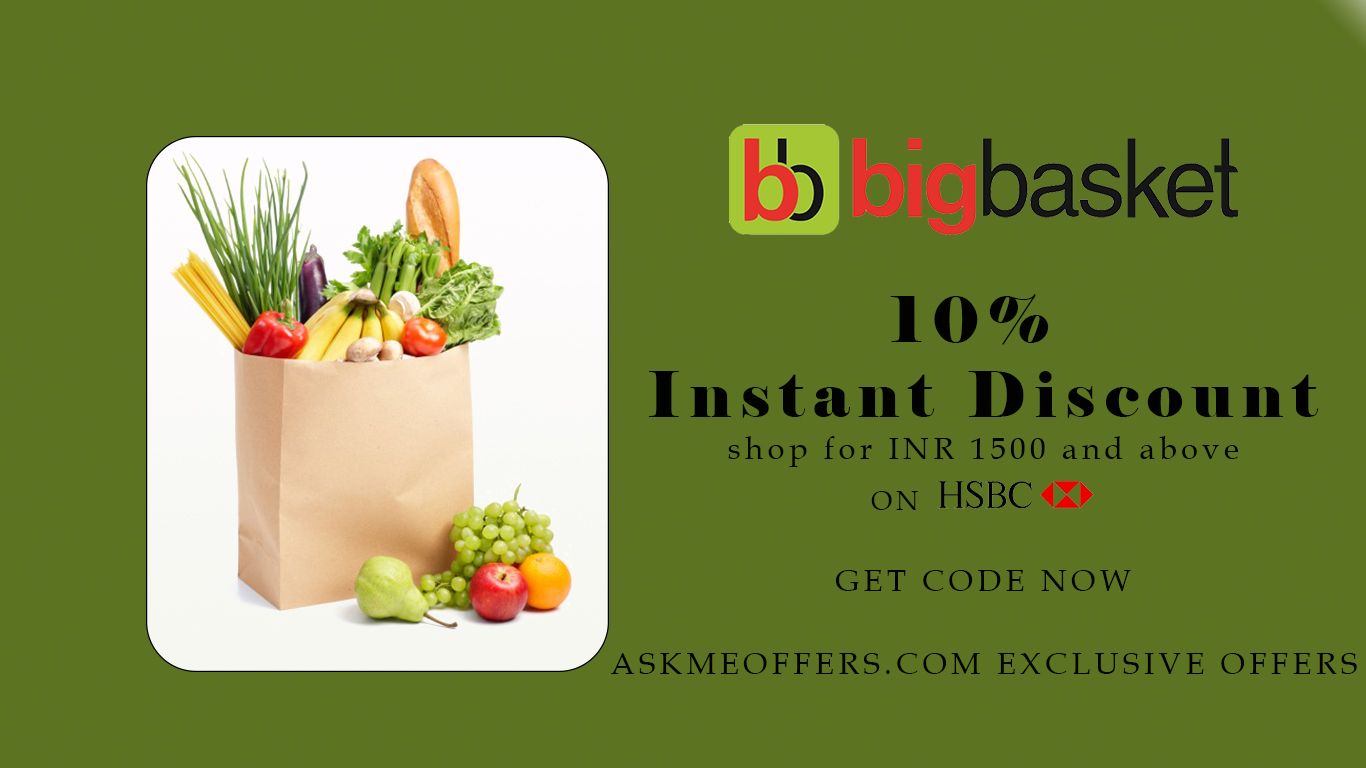 bb bigbasket
10%
Instant Discount
shop for INR 1500 and above
ON HSBC
GET CODE NOW
ASKMEOFFERS.COM EXCLUSIVE OFFERS